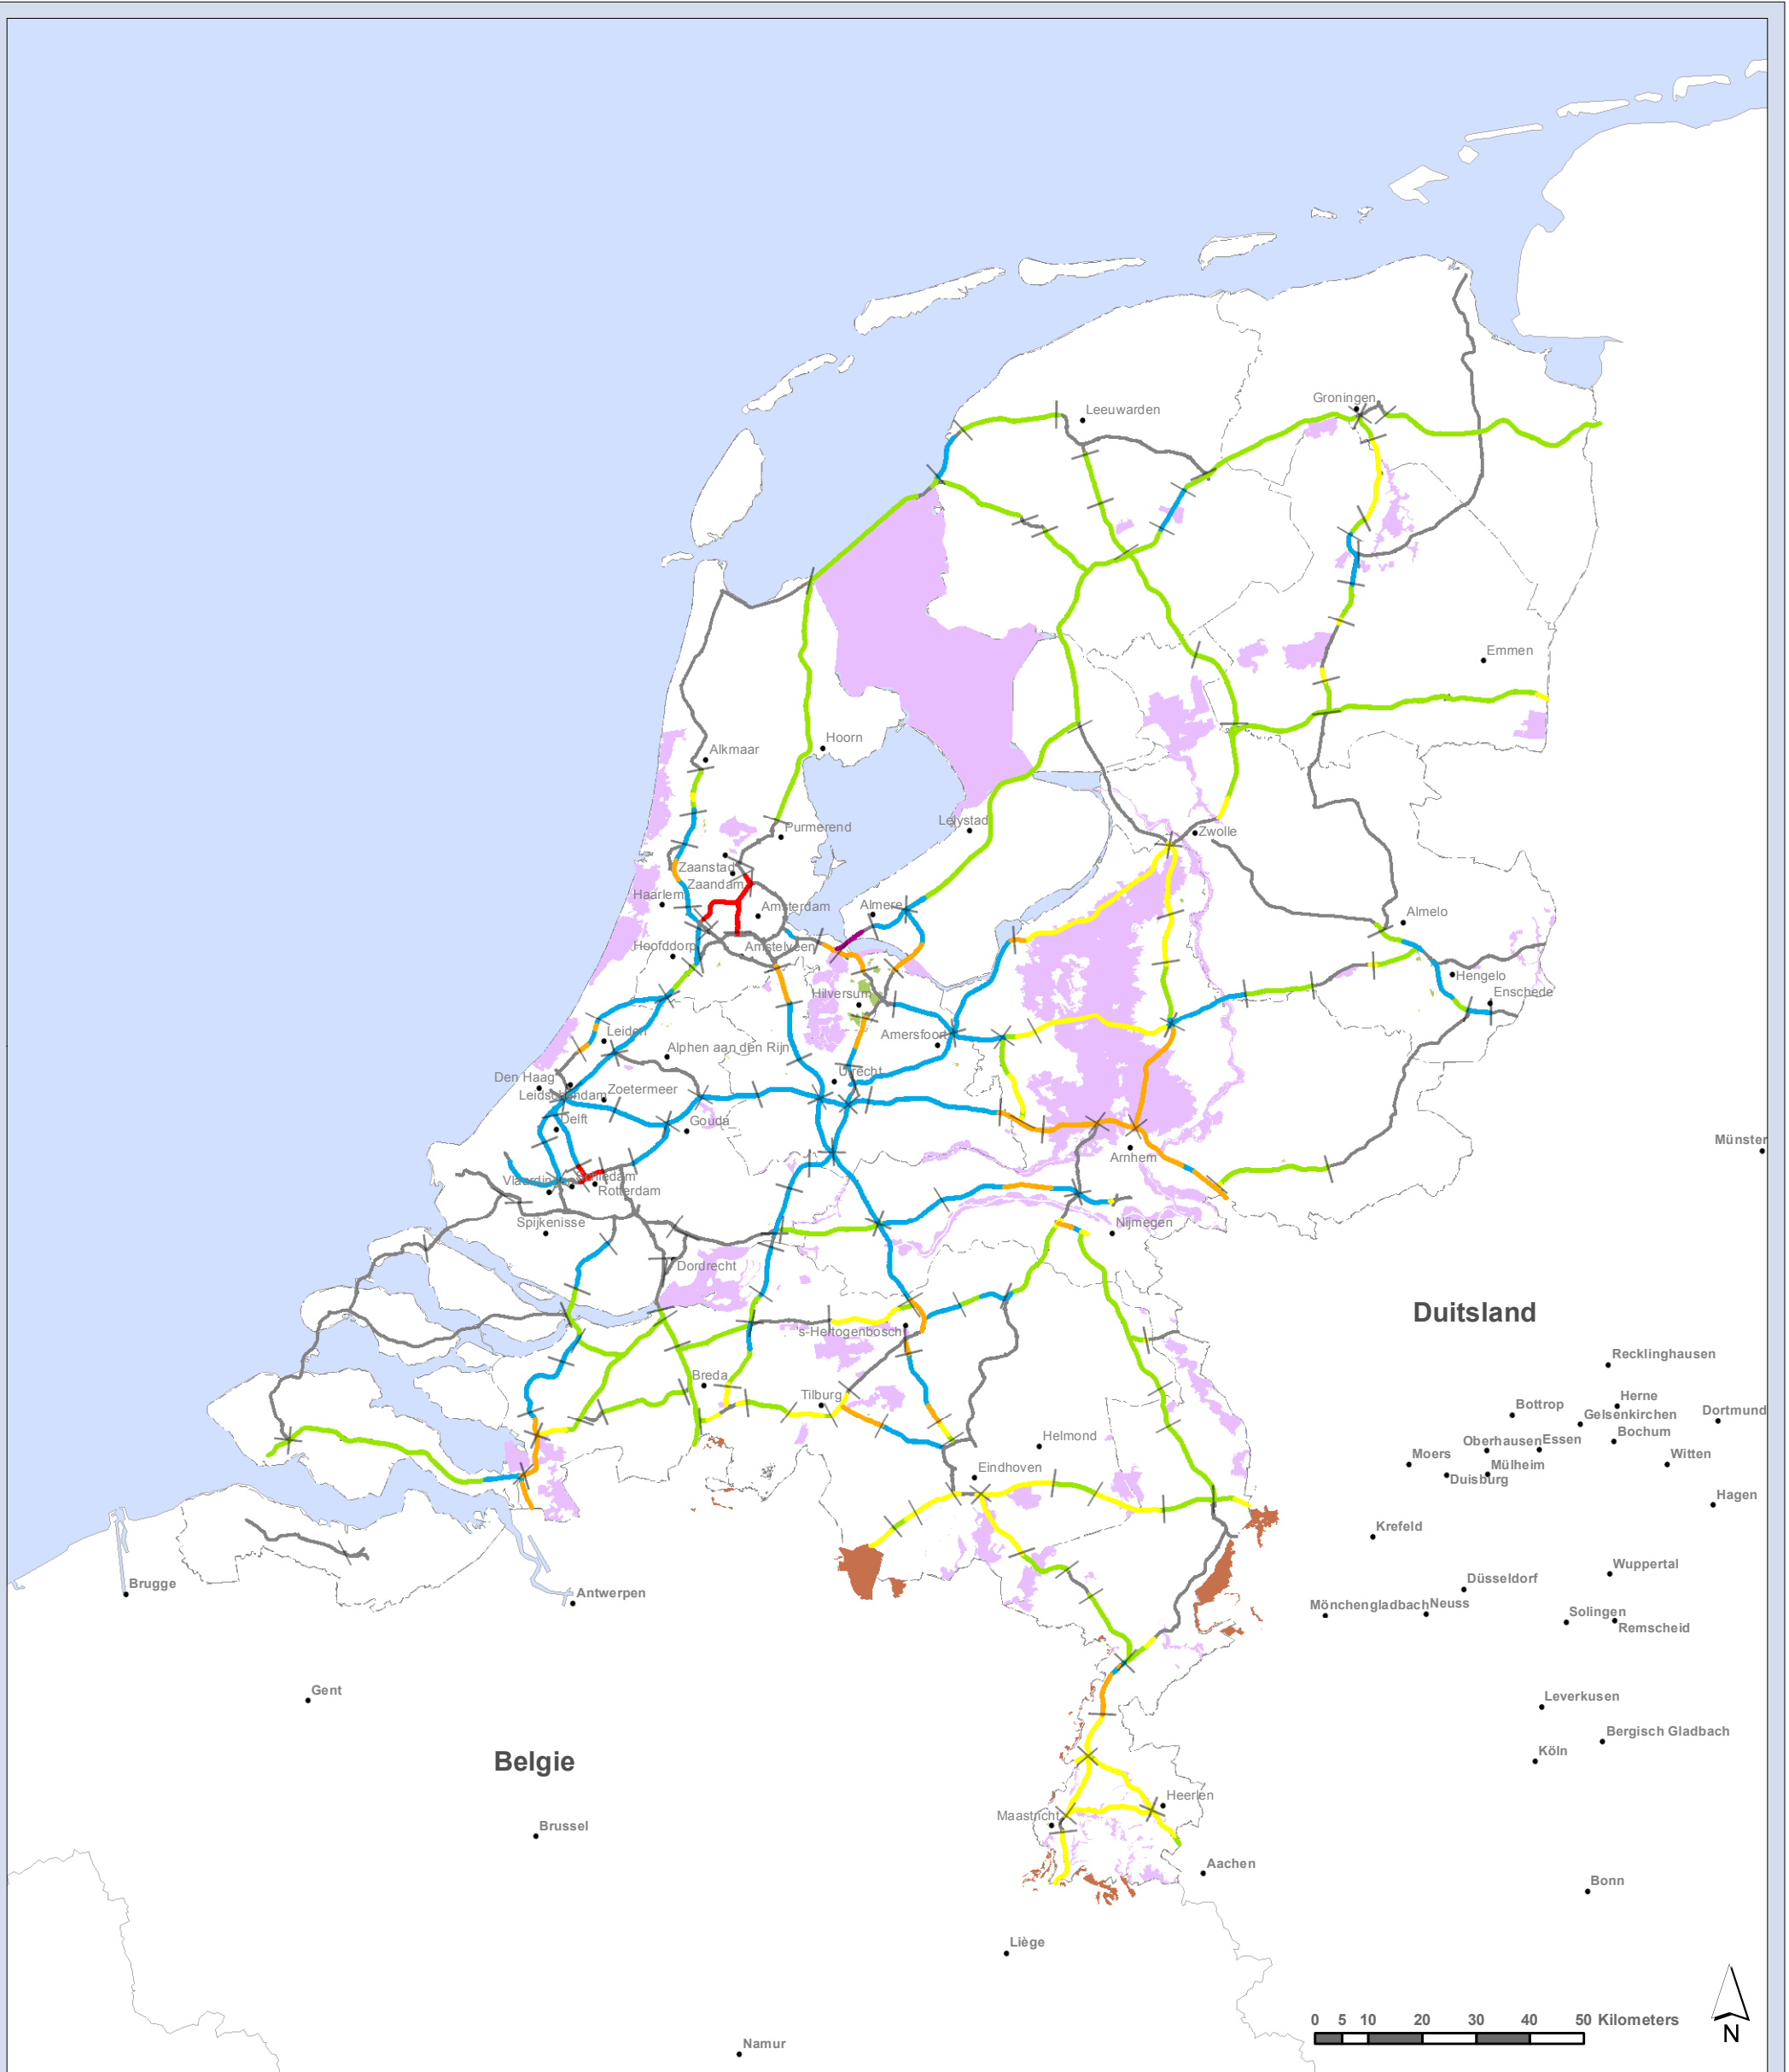 Groningen
Leeuwarden
Emmen
Hoorn
Alkmaar
Lelystad
Purmerend
Zwolle
Zaanstad
Zaandam
Haarlem
Amsterdam
Almere
Almelo
Hoofddorp
Amstelveen
Hengelo
Hilversum
Enschede
Leiden
Amersfoort
Alphen aan den Rijn
Den Haag
Utrecht
Zoetermeer
Leidschendam
Delft
Gouda
Münster
Arnhem
Vlaardingen
Rotterdam
Spijkenisse
Nijmegen
Dordrecht
Duitsland
s-Hertogenbosch
Recklinghausen
Breda
Tilburg
Bottrop
Herne
Gelsenkirchen
Dortmund
Helmond
Oberhausen
Essen
Bochum
Moers
Mülheim
Witten
Eindhoven
Duisburg
Hagen
Krefeld
Wuppertal
Brugge
Antwerpen
Düsseldorf
Mönchengladbach
Neuss
Solingen
Remscheid
Gent
Leverkusen
Bergisch Gladbach
Belgie
Köln
Heerlen
Maastricht
Brussel
Aachen
Bonn
Liège
0 5 10 20 30 40 50 Kilometers
N
Namur